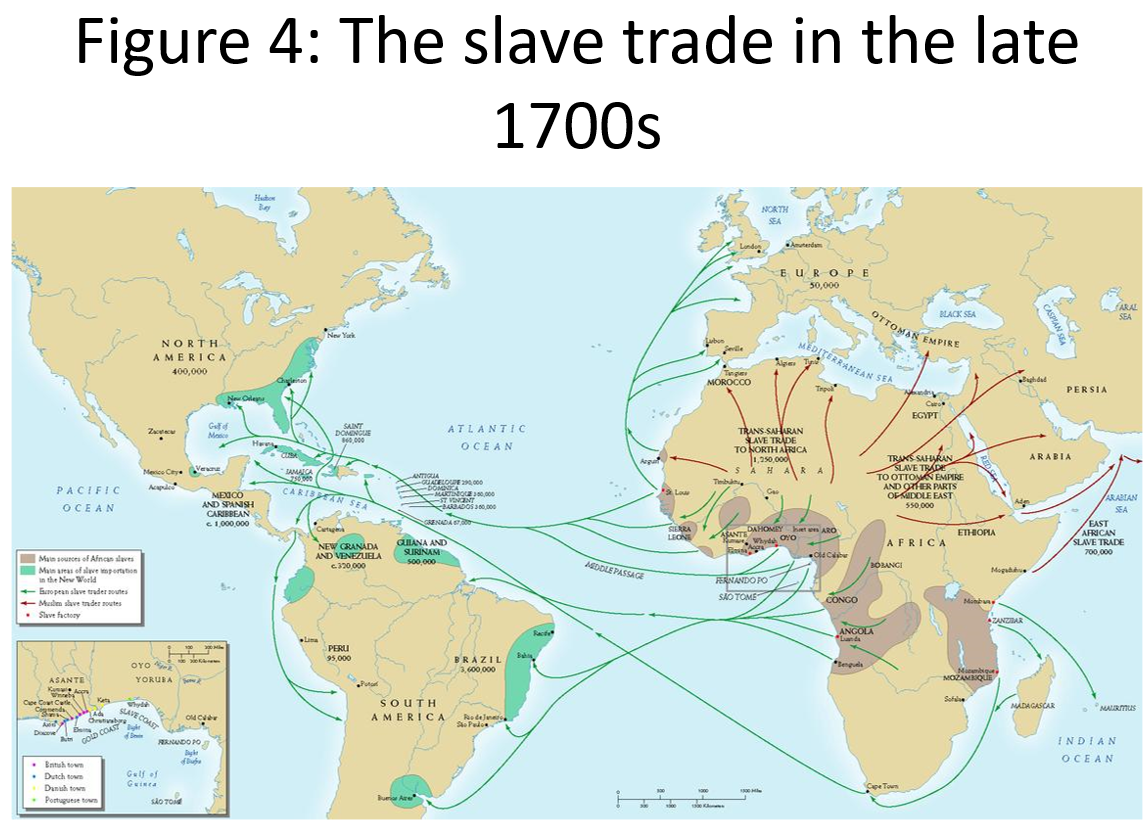 Figure 4: The slave trade in the late
1700s
Hudson
Bay
NORTH
SEA
London
Amsterdam
EUROPE
50,000
BLACK SEA
CASPIAN SEA
ARAL
SEA
OTTOMAN EMPIRE
NORTH
AMERICA
400,000
New York
Charleston
New Orleans
Gulf of
Mexico
Havana
CUBA
SAINT
DOMINGUE
860,000
JAMAICA
750,000
ATLANTIC
OCEAN
Lisbon
Seville
Tangiers
MOROCCO
Algiers
Tunis
Tripoli
MEDITERRANEAN SEA
Alexandria
Cairo
EGYPT
Baghdad
PERSIA
Zacatecas
Mexico City
Veracruz
Acapulco
PACIFIC
OCEAN
MEXICO
AND SPANISH
CARIBBEAN
c. 1,000,000
CARIBBEAN SEA
ANTIGUA
GUADELOUPE 290,000
DOMINICA
MARTINIQUE 360,000
ST VINCENT
BARBADOS 360,000
GRENADA 67,000
TRANS-SAHARAN
SLAVE TRADE
TO NORTH AFRICA
1,250,000
SAHARA
TRANS-SAHARAN
SLAVE TRADE
TO OTTOMAN EMPIRE
AND OTHER PARTS
OF MIDDLE EAST
550,000
RED SEA
ARABIA
Aden
ARABIAN
SEA
EAST
AFRICAN
SLAVE TRADE
700,000
Arguin
St. Louis
Timbuktu
Gao
SIERRA
LEONE
ASANTE
Kumasi
Elmina
Accra
DAHOMEY
Whydah
OYO
Inset area
ARO
Old Calabar
AFRICA
ETHIOPIA
Cartagena
NEW GRANADA
AND VENEZUELA
GUIANA AND
SURINAM
500,000
MIDDLE PASSAGE
FERNANDO PO
SÃO TOMÉ
BOBANGI
CONGO
ANGOLA
Luanda
Benguela
Mogadishu
Mombasa
ZANZIBAR
Mozambique
MOZAMBIQUE
Sofala
MADAGASCAR
MAURITIUS
INDIAN
OCEAN
Cape Town
Main sources of African slaves
Main areas of slave importation
in the New World
European slave trader routes
Muslim slave trader routes
Slave factory
Lima
PERU
95,000
Potosí
BRAZIL
3,600,000
Recife
Bahia
SOUTH
AMERICA
Rio de Janeiro
São Paulo
Buenos Aires
0 500 1000 1500 Miles
0 500 1000 1500 Kilometres
0 100 200 Miles
0 100 200 Kilometres
OYO
YORUBA
ASANTE
Kumasi
Winneba
Accra
Cape Coast Castle
Commenda
Shama
Axim
Dixcove
Butri
Elmina
Keta
Ada
Christiansborg
Whydah
SLAVE COAST
GOLD COAST
Bight
of Benin
Old Calabar
FERNANDO PO
Bight
of Biafra
Gulf of
Guinea
SÃO TOMÉ
British town
Dutch town
Danish town
Portuguese town